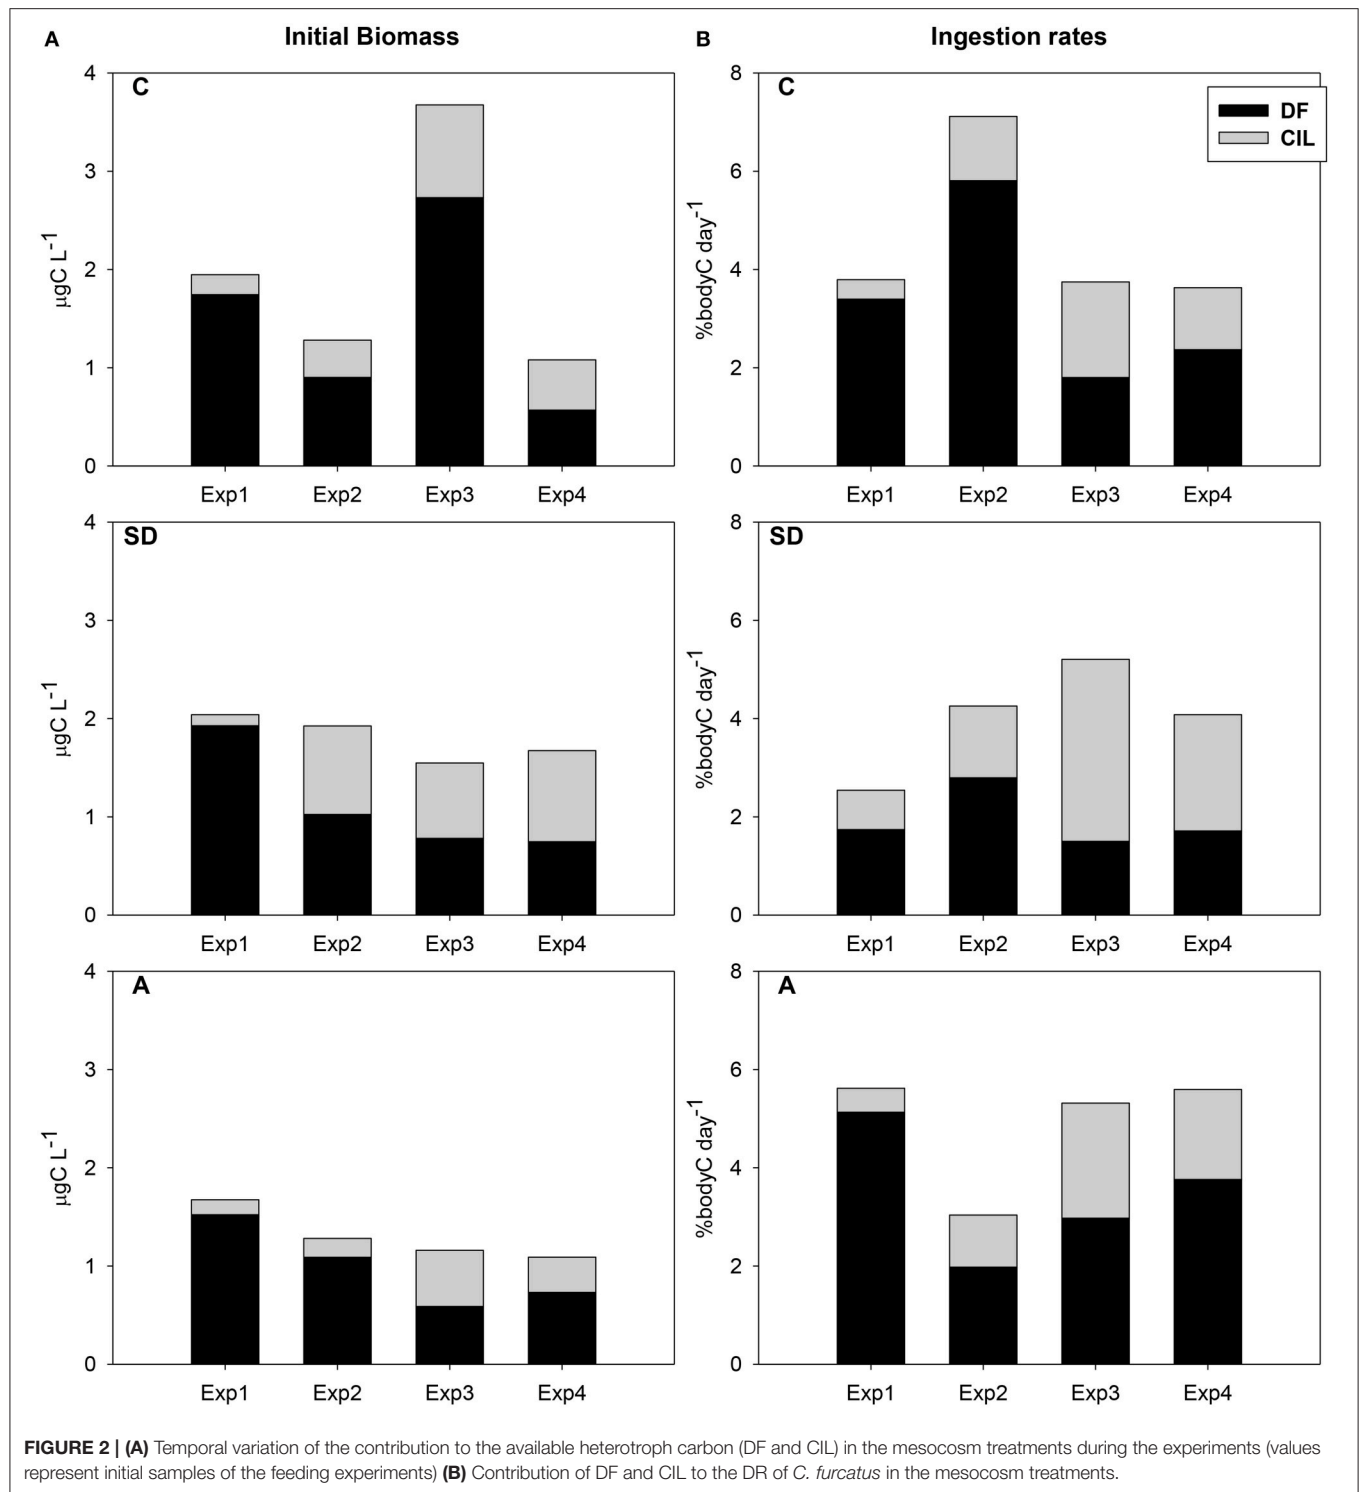 A Initial Biomass B Ingestion rates
C
4
3
2
1
0
µgC L-1
Exp1 Exp2 Exp3 Exp4
C
8
6
4
2
0
%bodyC day-1
DF
CIL
Exp1 Exp2 Exp3 Exp4
SD
4
3
2
1
0
µgC L-1
Exp1 Exp2 Exp3 Exp4
SD
8
6
4
2
0
%bodyC day-1
Exp1 Exp2 Exp3 Exp4
A
4
3
2
1
0
µgC L-1
Exp1 Exp2 Exp3 Exp4
A
8
6
4
2
0
%bodyC day-1
Exp1 Exp2 Exp3 Exp4
FIGURE 2 | (A) Temporal variation of the contribution to the available heterotroph carbon (DF and CIL) in the mesocosm treatments during the experiments (values
represent initial samples of the feeding experiments) (B) Contribution of DF and CIL to the DR of C. furcatus in the mesocosm treatments.